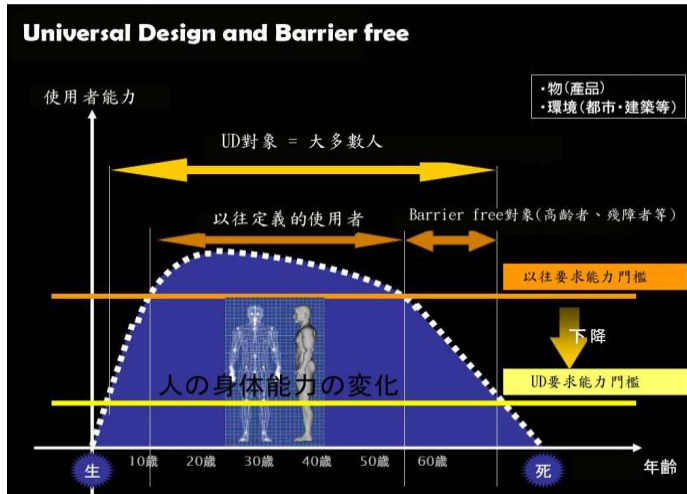 Universal Design and Barrier free
使用者能力
・物(產品)
・環境(都市・建築等)
UD對象 = 大多數人
以往定義的使用者
Barrier free對象(高齢者、殘障者等)
以往要求能力門檻
下降
人の身体能力の変化
UD要求能力門檻
生
10歳
20歳
30歳
40歳
50歳
60歳
死
年齡